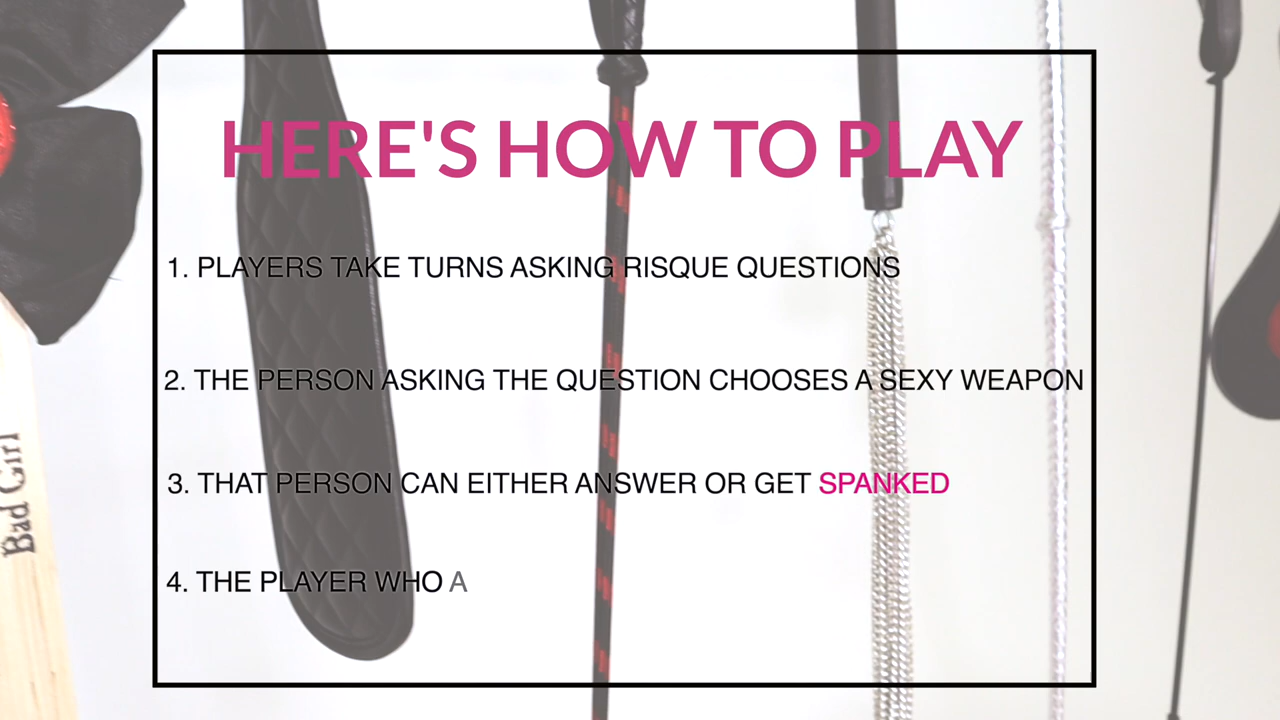 HERE'S HOW TO PLAY
1. PLAYERS TAKE TURNS ASKING RISQUE QUESTIONS
2. THE PERSON ASKING THE QUESTION CHOOSES A SEXY WEAPON
3. THAT PERSON CAN EITHER ANSWER OR GET SPANKED
4. THE PLAYER WHO A
Bad Girl